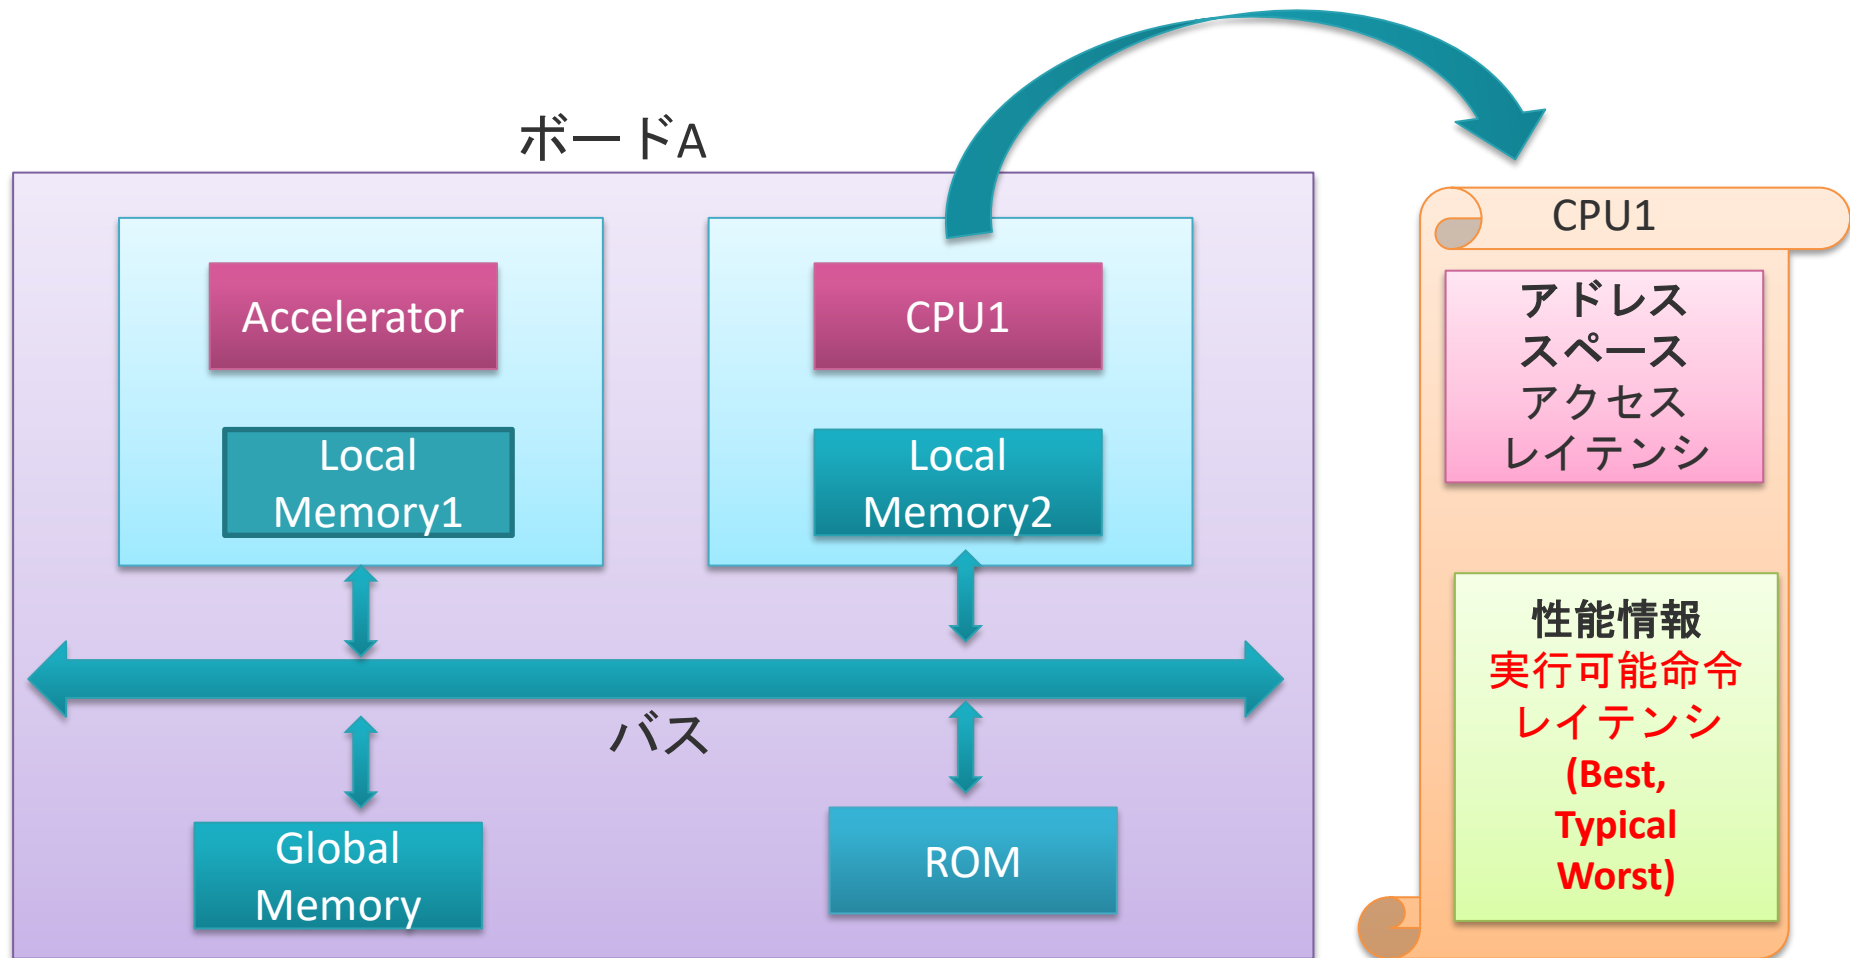 ボードA
Accelerator
Local
Memory1
CPU1
Local
Memory2
バス
Global
Memory
ROM
CPU1
アドレス
スペース
アクセス
レイテンシ
性能情報
実行可能命令
レイテンシ
(Best,
Typical
Worst)